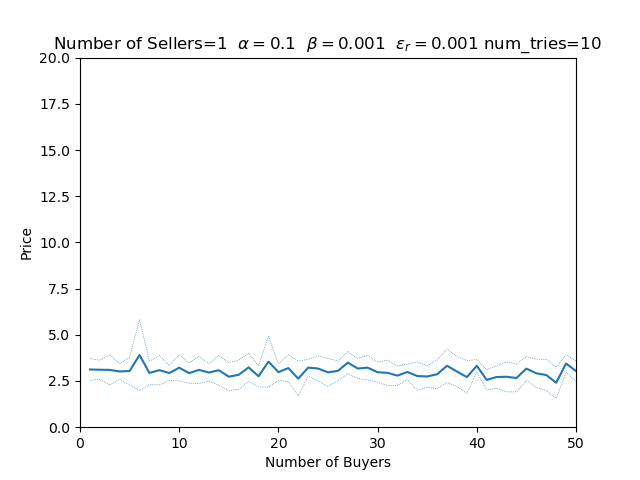 Number of Sellers=1 α = 0.1 β = 0.001 ε_r = 0.001 num_tries=10
20.0
17.5
15.0
12.5
10.0
7.5
5.0
2.5
0.0
Price
0 10 20 30 40 50
Number of Buyers